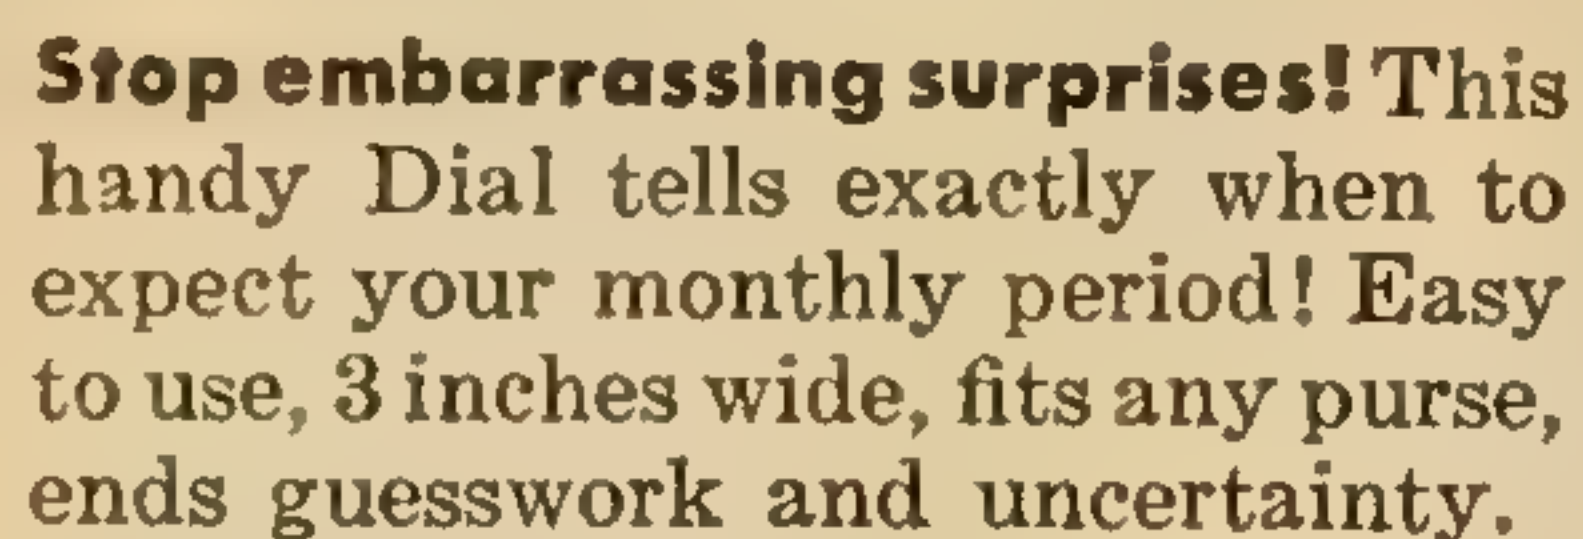 Stop embarrassing surprises! This
handy Dial tells exactly when to
expect your monthly period! Easy
to use, 3 inches wide, fits any purse,
ends guesswork and uncertainty.